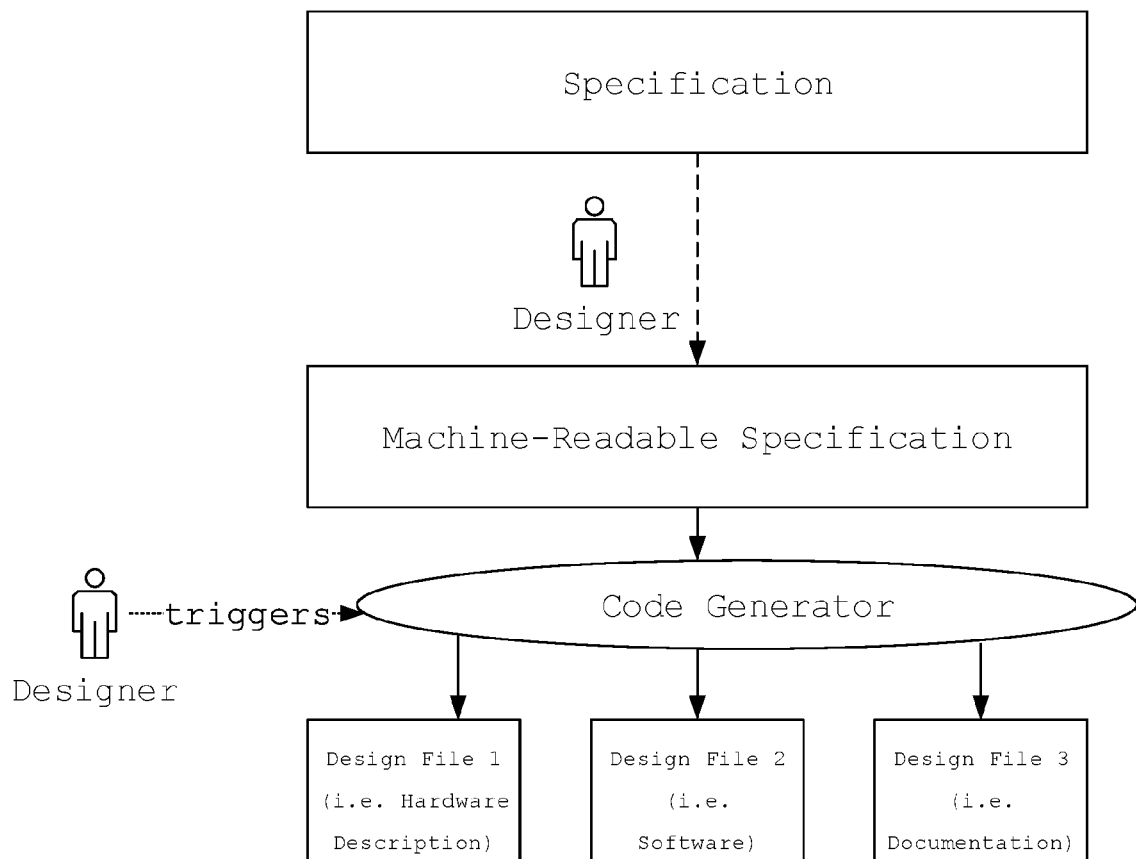 Specification
Designer
Machine-Readable Specification
Code Generator
triggers
Designer
Design File 1
(i.e. Hardware
Description)
Design File 2
(i.e.
Software)
Design File 3
(i.e.
Documentation)